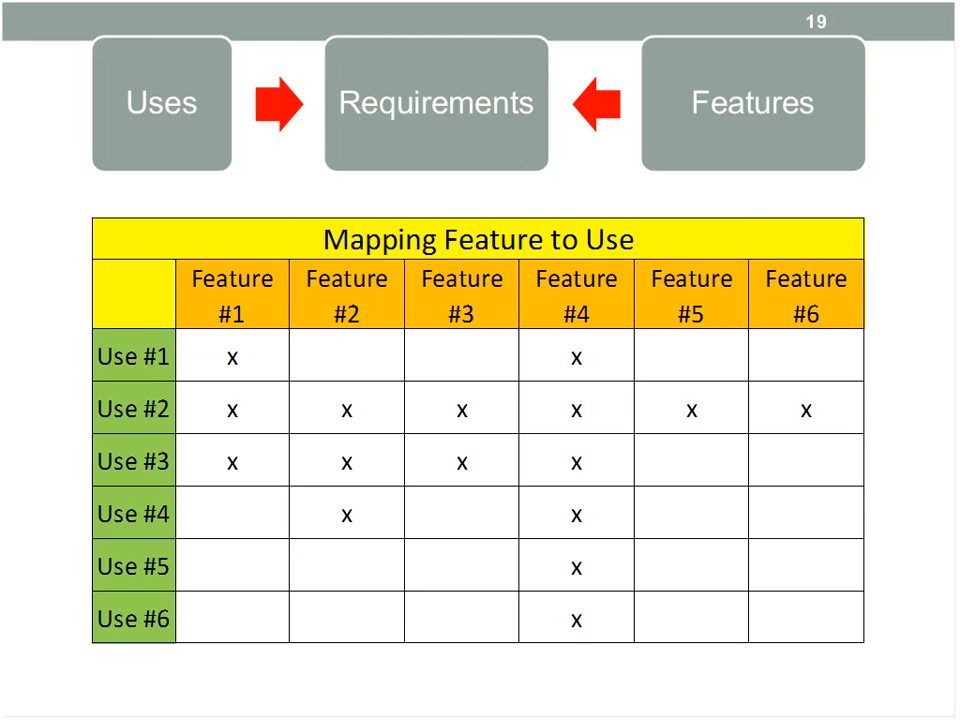 19
Uses Requirements Features
Mapping Feature to Use
Feature #1 Feature #2 Feature #3 Feature #4 Feature #5 Feature #6
Use #1 x x
Use #2 x x x x x x
Use #3 x x x x
Use #4 x x
Use #5 x
Use #6 x